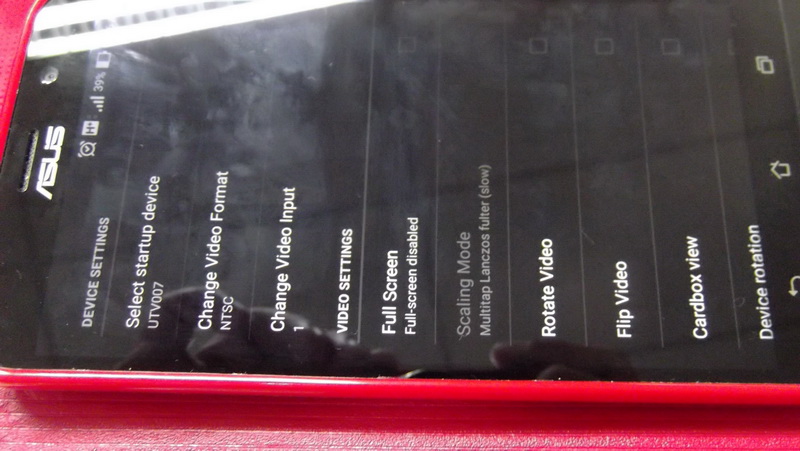 ASUS
H+ 39%
DEVICE SETTINGS
Select startup device
UTV007
Change Video Format
NTSC
Change Video Input
1
VIDEO SETTINGS
Full Screen
Full-screen disabled
Scaling Mode
Multitap Lanczos fulter (slow)
Rotate Video
Flip Video
Cardbox view
Device rotation